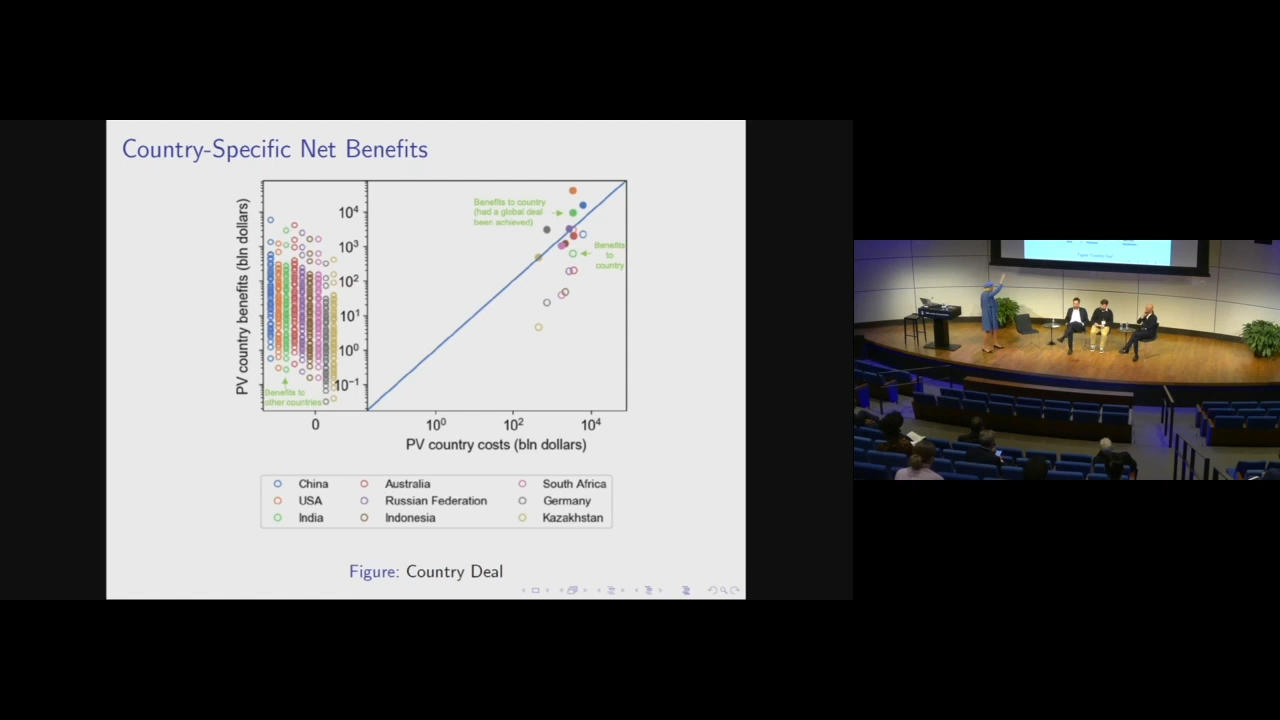 Country-Specific Net Benefits
PV country benefits (bln dollars)
10⁴
10³
10²
10¹
10⁰
10⁻¹
Benefits to country
(had a global deal
been achieved)
Benefits
to
country
Benefits to
other countries
0
10⁰
10²
10⁴
PV country costs (bln dollars)
China
Australia
South Africa
USA
Russian Federation
Germany
India
Indonesia
Kazakhstan
Figure: Country Deal